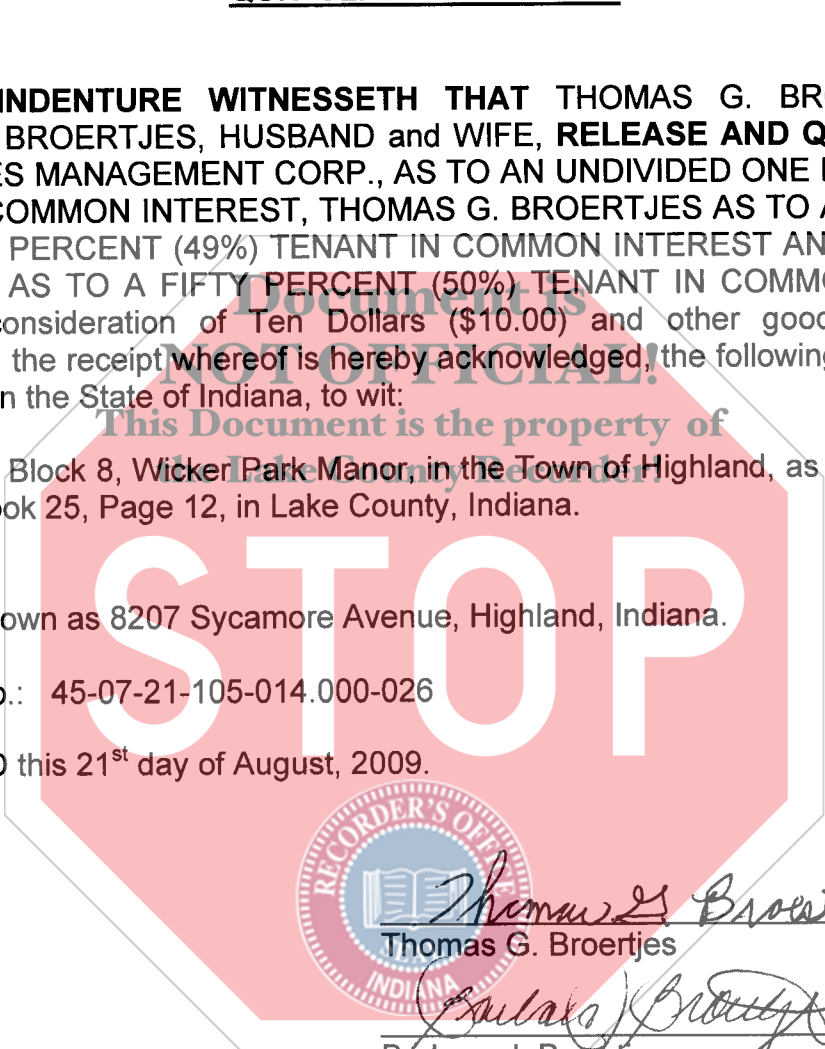 INDENTURE WITNESSETH THAT THOMAS G. BR
BROERTJES, HUSBAND and WIFE, RELEASE AND Q
ES MANAGEMENT CORP., AS TO AN UNDIVIDED ONE
COMMON INTEREST, THOMAS G. BROERTJES AS TO A
PERCENT (49%) TENANT IN COMMON INTEREST AN
AS TO A FIFTY PERCENT (50%) TENANT IN COMMO
Document is
consideration of Ten Dollars ($10.00) and other good
NOT OFFICIAL!
the receipt whereof is hereby acknowledged, the following
n the State of Indiana, to wit:
This Document is the property of
the Lake County Recorder!
Block 8, Wicker Park Manor, in the Town of Highland, as
ook 25, Page 12, in Lake County, Indiana.
STOP
own as 8207 Sycamore Avenue, Highland, Indiana.
o.: 45-07-21-105-014.000-026
D this 21st day of August, 2009.
RECORDER'S OFFICE
Thomas G. Broe
Thomas G. Broertjes
INDIANA